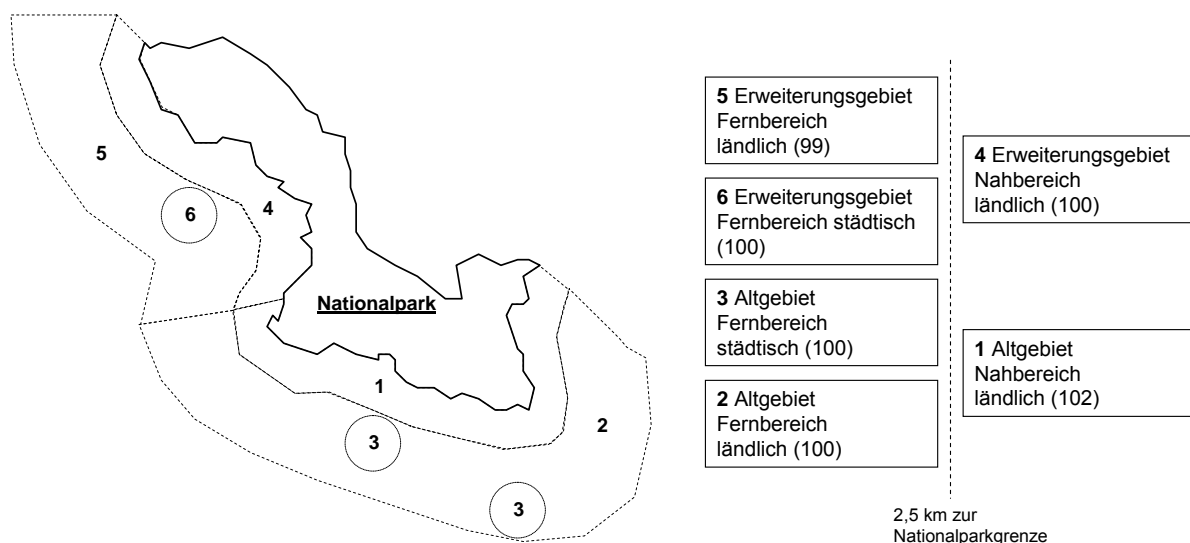 5
6
4
Nationalpark
1
2
3
3
5 Erweiterungsgebiet
Fernbereich
ländlich (99)
6 Erweiterungsgebiet
Fernbereich städtisch
(100)
3 Altgebiet
Fernbereich
städtisch (100)
2 Altgebiet
Fernbereich
ländlich (100)
4 Erweiterungsgebiet
Nahbereich
ländlich (100)
1 Altgebiet
Nahbereich
ländlich (102)
2,5 km zur
Nationalparkgrenze